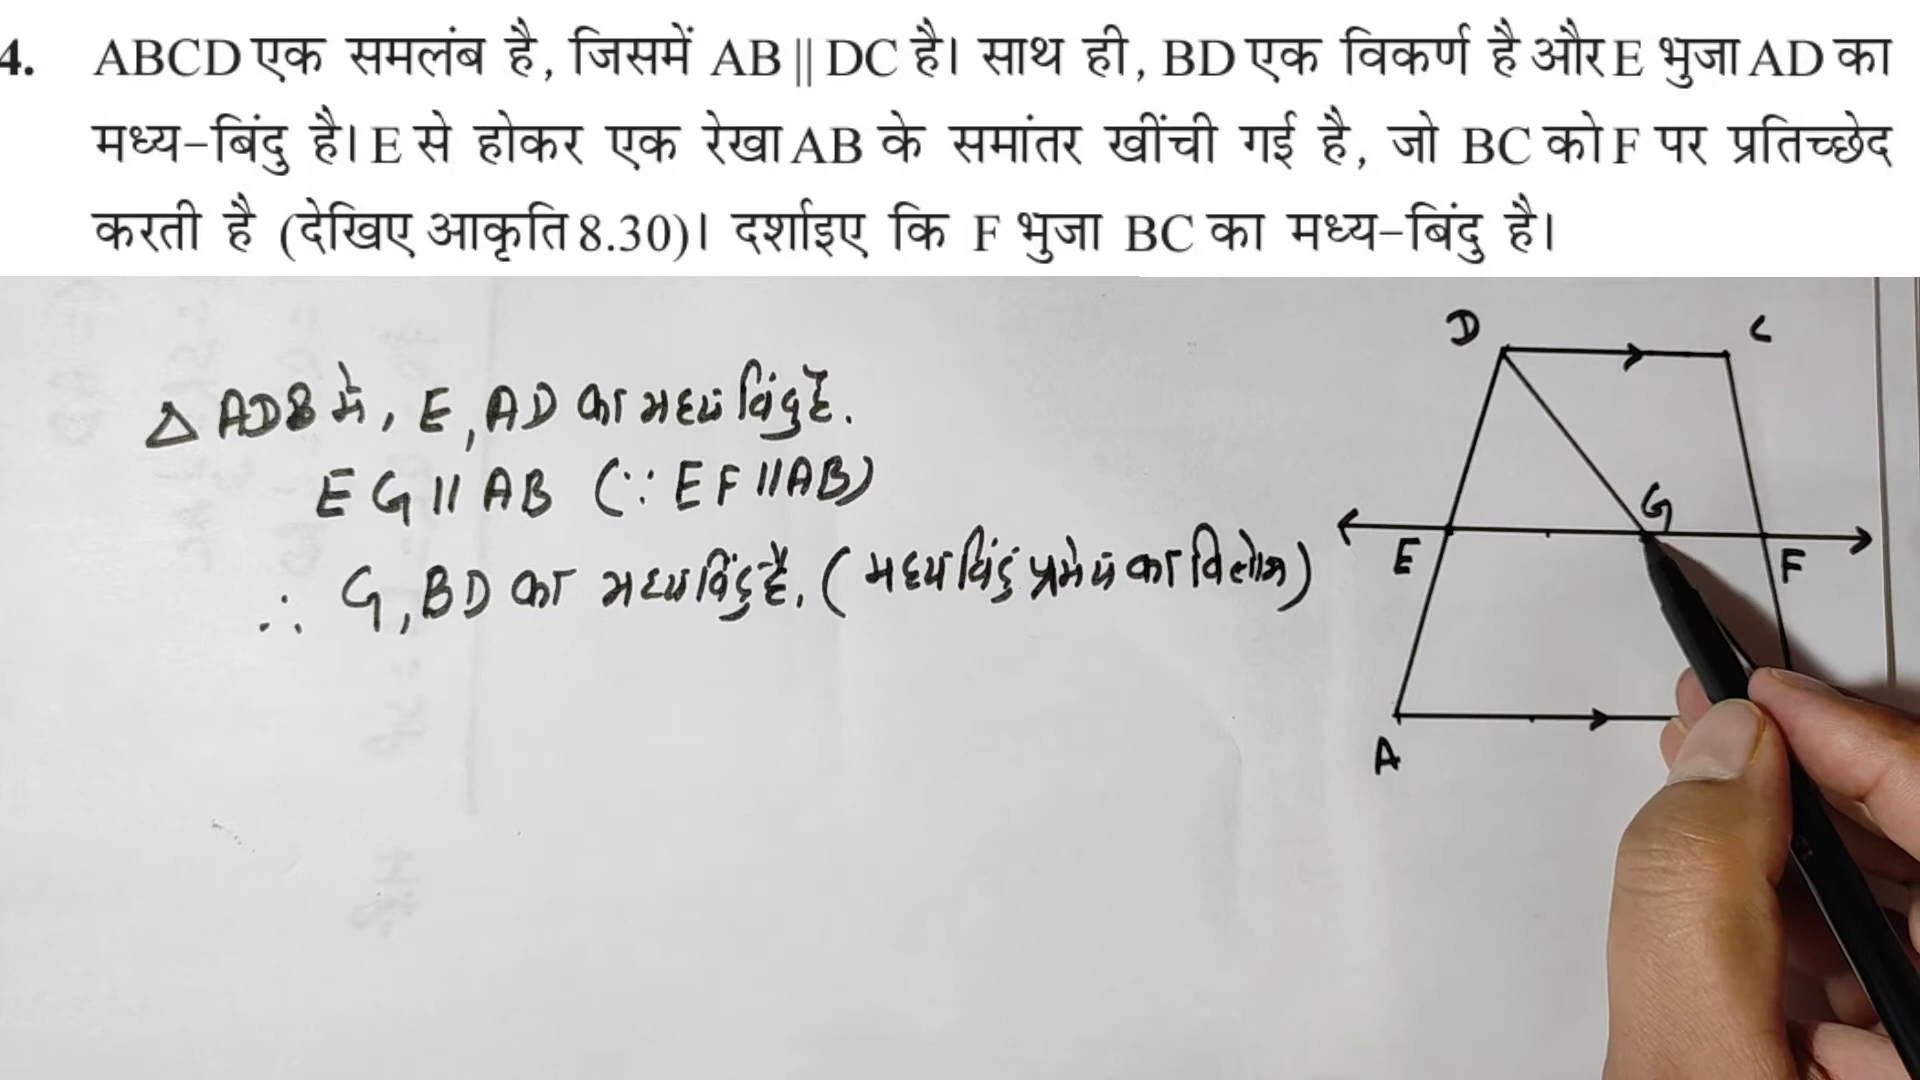 4. ABCD एक समलंब है, जिसमें AB || DC है। साथ ही, BD एक विकर्ण है और E भुजा AD का
मध्य-बिंदु है। E से होकर एक रेखा AB के समांतर खींची गई है, जो BC को F पर प्रतिच्छेद
करती है (देखिए आकृति 8.30)। दर्शाइए कि F भुजा BC का मध्य-बिंदु है।
Δ ADB में, E, AD का मध्य बिंदु है.
EG || AB (∵ EF || AB)
∴ G, BD का मध्य बिंदु है. (मध्य बिंदु प्रमेय का विलोम)
D C
G
E F
A